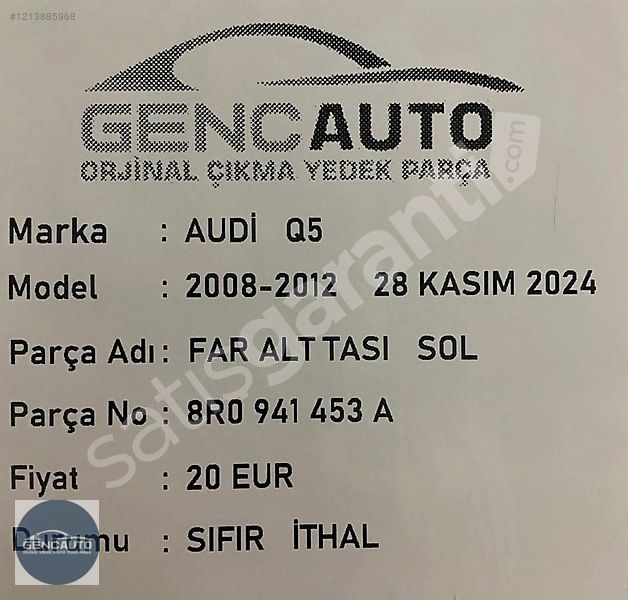 #1213885968
GENCAUTO
ORJİNAL ÇIKMA YEDEK PARÇA
Marka : AUDİ Q5
Model : 2008-2012 28 KASIM 2024
Parça Adı : FAR ALT TASI SOL
Parça No : 8R0 941 453 A
Fiyat : 20 EUR
Durumu : SIFIR İTHAL
GENCAUTO
satışgaranti.com